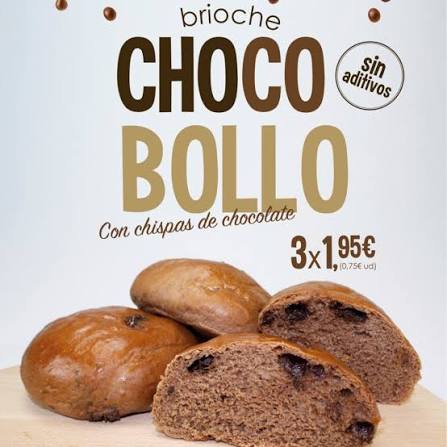 brioche
CHOCO
sin
aditivos
BOLLO
Con chispas de chocolate
3x1,95€
(0,75€ ud)